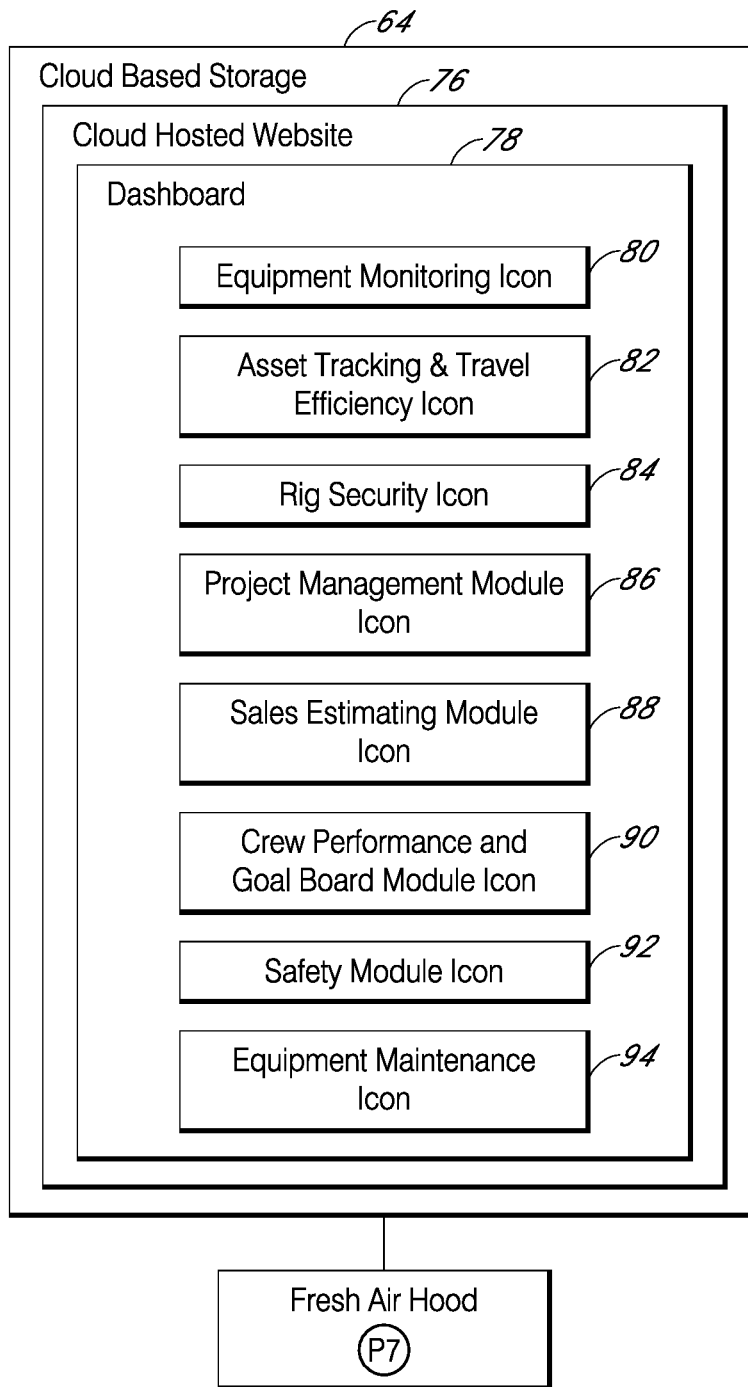 64
Cloud Based Storage
76
Cloud Hosted Website
78
Dashboard
Equipment Monitoring Icon
80
Asset Tracking & Travel
Efficiency Icon
82
Rig Security Icon
84
Project Management Module
Icon
86
Sales Estimating Module
Icon
88
Crew Performance and
Goal Board Module Icon
90
Safety Module Icon
92
Equipment Maintenance
Icon
94
Fresh Air Hood
P7